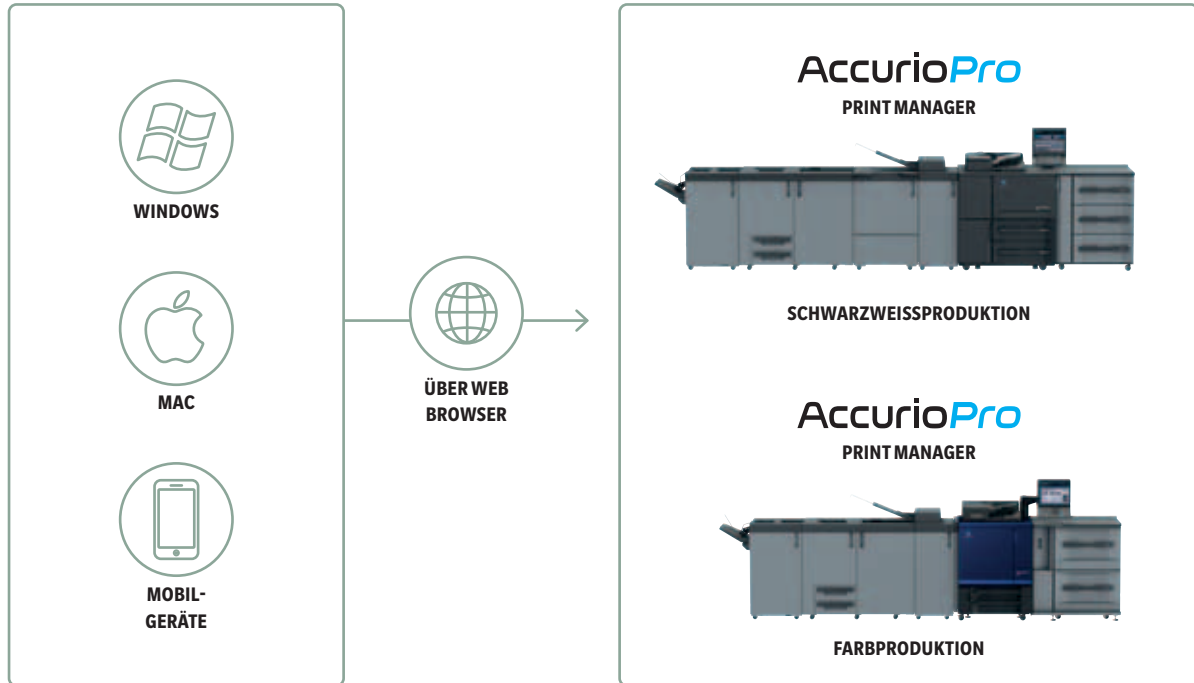 WINDOWS
MAC
MOBIL-
GERÄTE
ÜBER WEB
BROWSER
AccurioPro
PRINT MANAGER
SCHWARZWEISSPRODUKTION
AccurioPro
PRINT MANAGER
FARBPRODUKTION